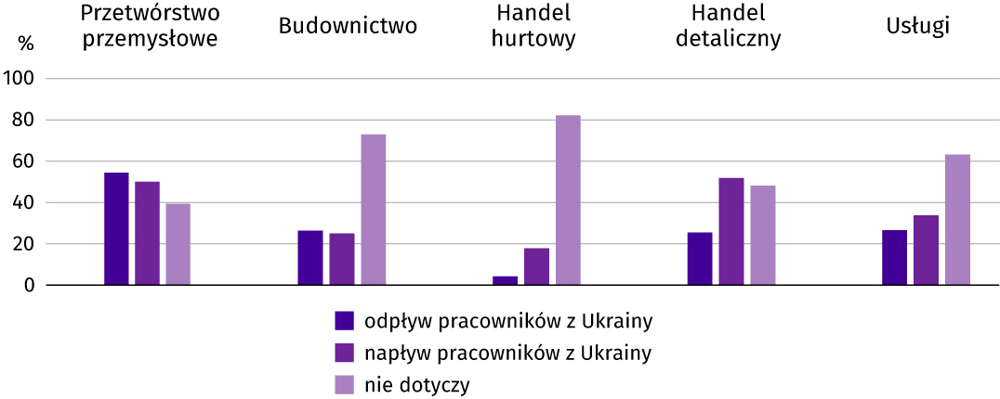 Przetwórstwo
przemysłowe
Budownictwo
Handel
hurtowy
Handel
detaliczny
Usługi
%
100
80
60
40
20
0
odpływ pracowników z Ukrainy
napływ pracowników z Ukrainy
nie dotyczy